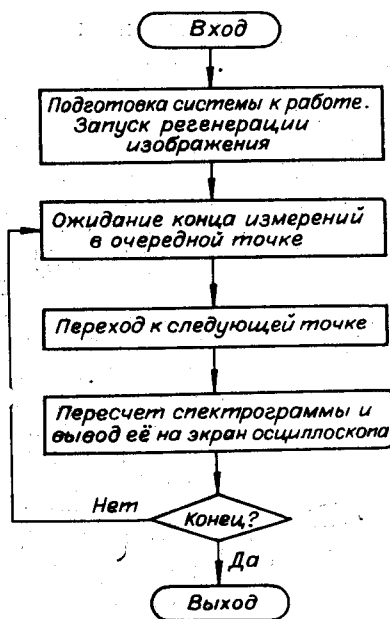 Вход
Подготовка системы к работе.
Запуск регенерации
изображения
Ожидание конца измерений
в очередной точке
Переход к следующей точке
Пересчет спектрограммы и
вывод её на экран осциллоскопа
Нет
Конец?
Да
Выход